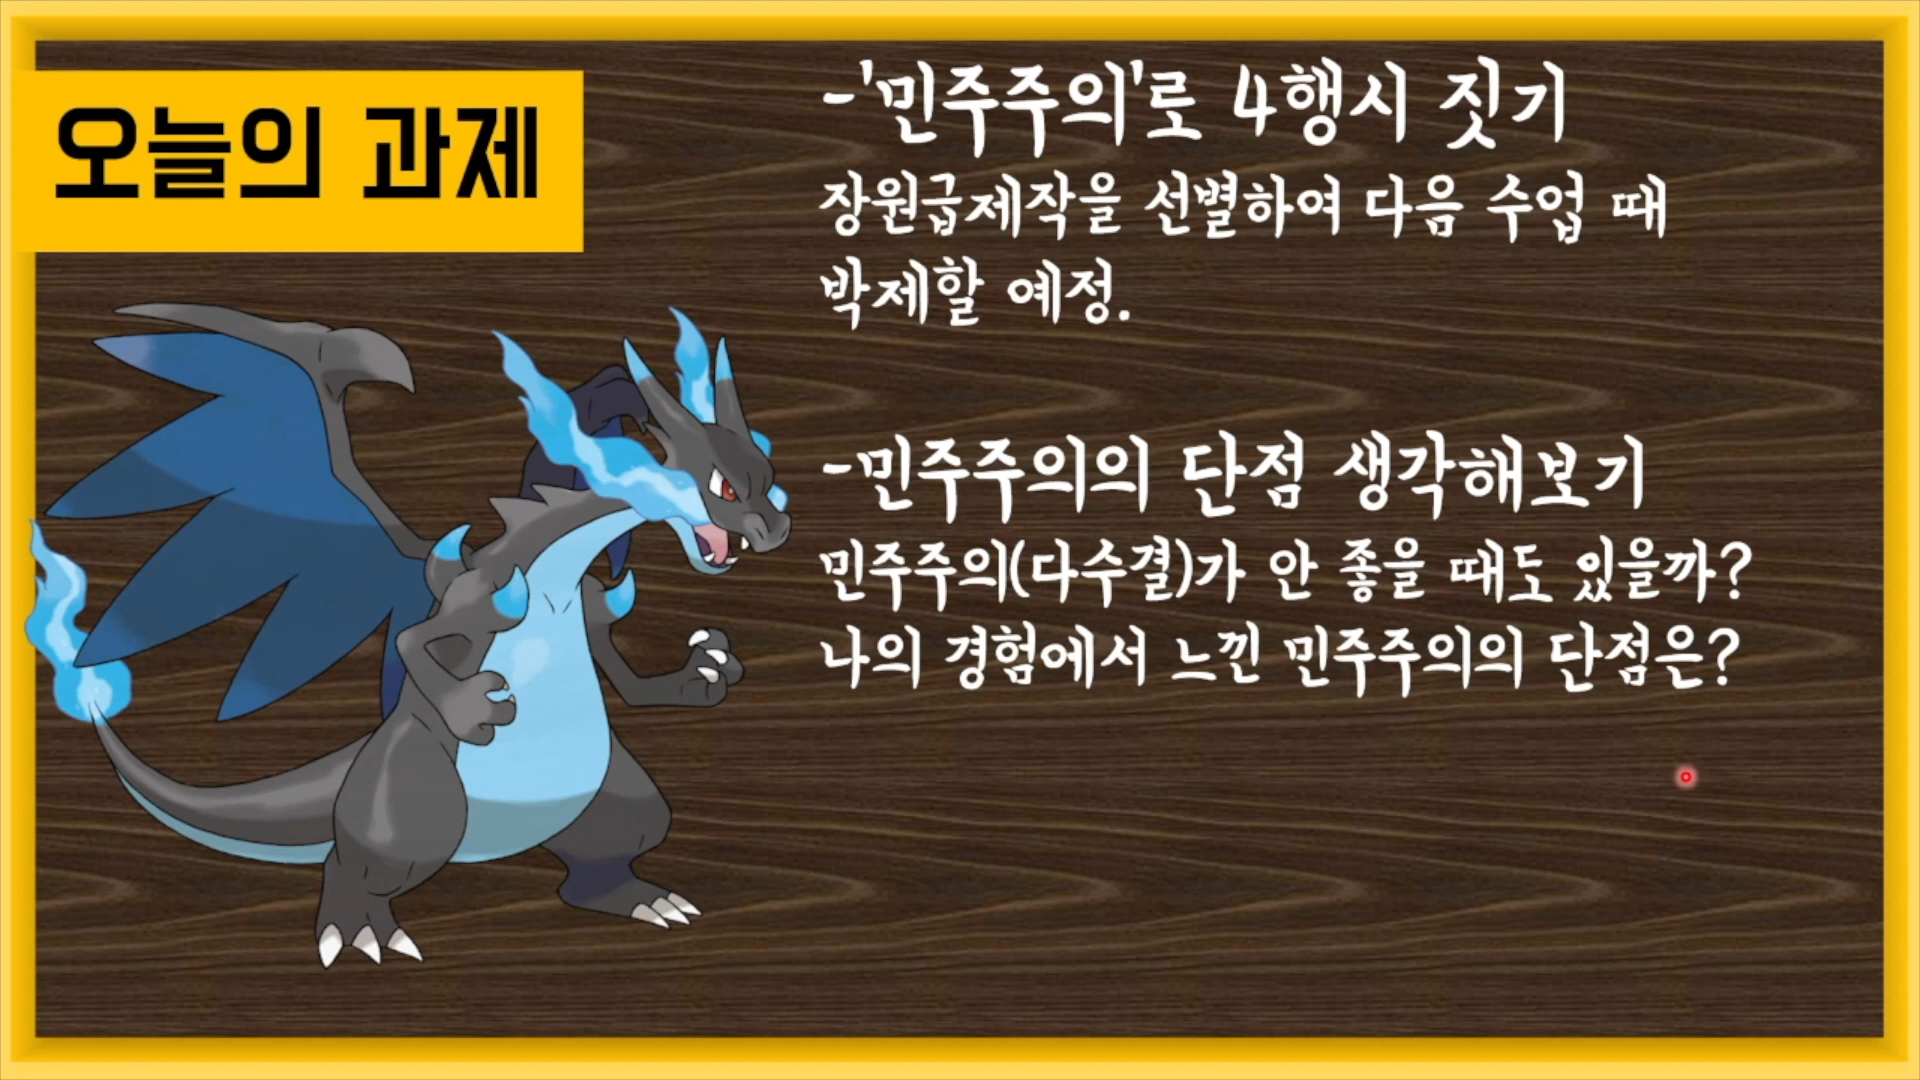 오늘의 과제
-'민주주의'로 4행시 짓기
장원급제작을 선별하여 다음 수업 때
박제할 예정.
-민주주의의 단점 생각해보기
민주주의(다수결)가 안 좋을 때도 있을까?
나의 경험에서 느낀 민주주의의 단점은?